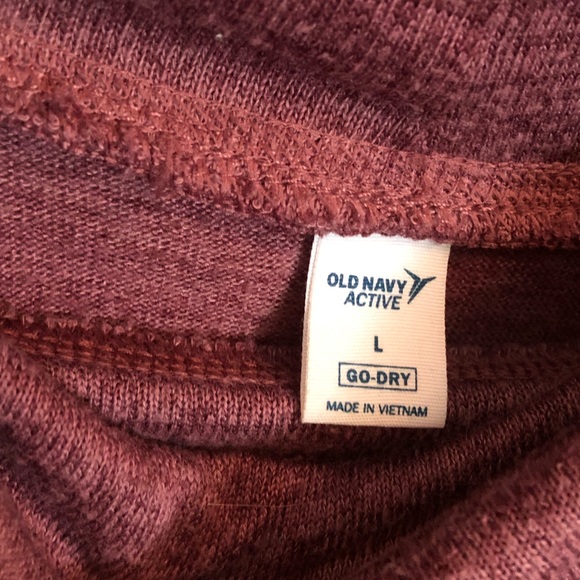 OLD NAVY
ACTIVE
L
GO-DRY
MADE IN VIETNAM